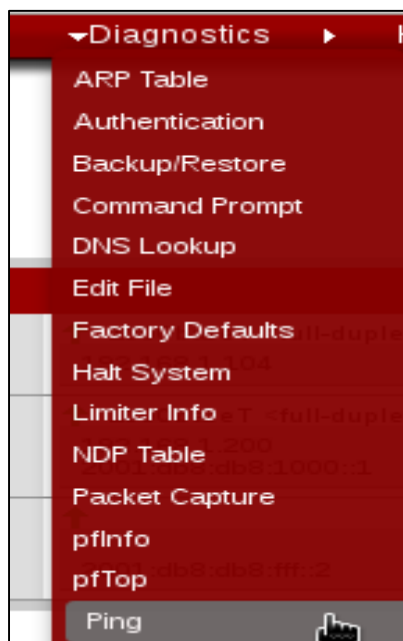 Diagnostics
ARP Table
Authentication
Backup/Restore
Command Prompt
DNS Lookup
Edit File
Factory Defaults
Halt System
Limiter Info
NDP Table
Packet Capture
pfInfo
pfTop
Ping